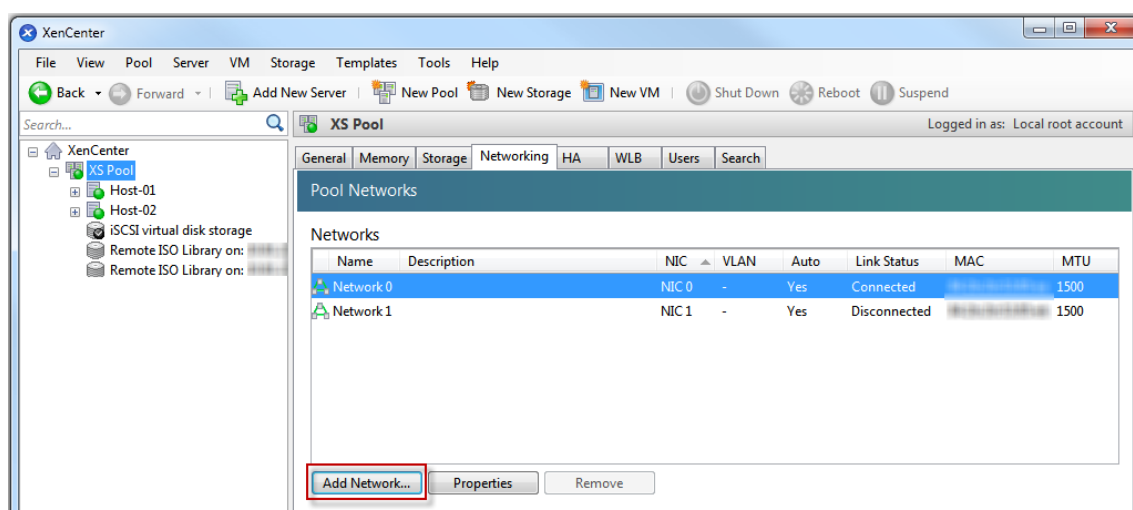 XenCenter
File View Pool Server VM Storage Templates Tools Help
Back Forward Add New Server New Pool New Storage New VM Shut Down Reboot Suspend
Search...
XenCenter
XS Pool
Host-01
Host-02
iSCSI virtual disk storage
Remote ISO Library on:
Remote ISO Library on:
XS Pool Logged in as: Local root account
General Memory Storage Networking HA WLB Users Search
Pool Networks
Networks
Name Description NIC VLAN Auto Link Status MAC MTU
Network 0 NIC 0 - Yes Connected 1500
Network 1 NIC 1 - Yes Disconnected 1500
Add Network... Properties Remove